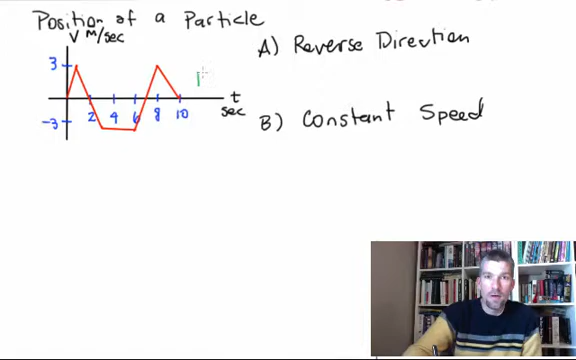 Position of a Particle
V M/sec
3
-3
2 4 6 8 10
t
sec
A) Reverse Direction
B) Constant Speed